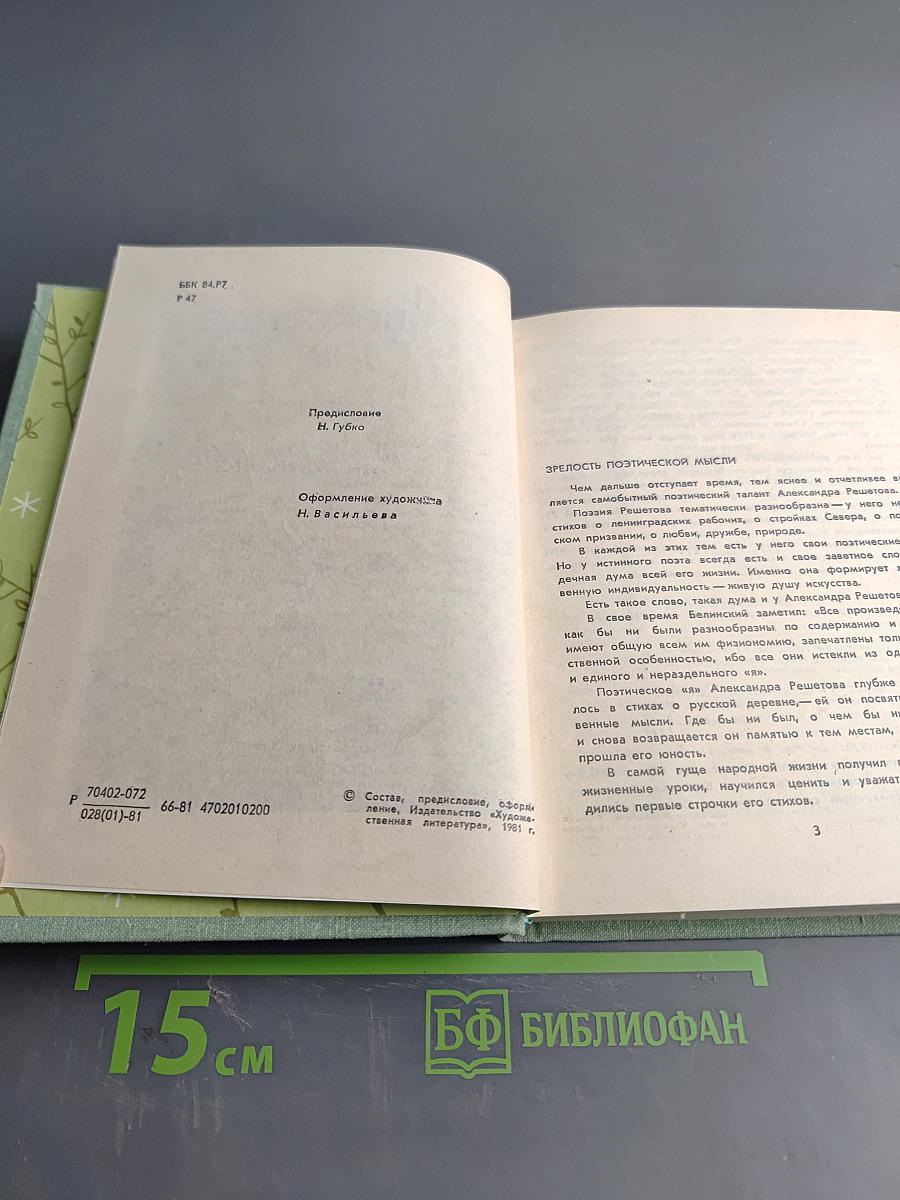 ББК 84.Р7
Р 47
Предисловие
Н. Губко
Оформление художника
Н. Васильева
Р 70402-072 66-81 4702010200
028(01)-81
© Состав, предисловие, оформ-
ление, Издательство «Художе-
ственная литература», 1981 г.
ЗРЕЛОСТЬ ПОЭТИЧЕСКОЙ МЫСЛИ
Чем дальше отступает время, тем яснее и отчетливее
ляется самобытный поэтический талант Александра Решетова.
Поэзия Решетова тематически разнообразна — у него
стихов о ленинградских рабочих, о стройках Севера, о
ском призвании, о любви, дружбе, природе.
В каждой из этих тем есть у него свои поэтические
Но у истинного поэта всегда есть и свое заветное
дечная дума всей его жизни. Именно она формирует
венную индивидуальность — живую душу искусства.
Есть такое слово, такая дума и у Александра
В свое время Белинский заметил: «Все
как бы ни были разнообразны по содержанию и
имеют общую всем им физиономию, запечатлены
ственной особенностью, ибо все они истекли из
и единого и нераздельного «я».
Поэтическое «я» Александра Решетова глубже
лось в стихах о русской деревне,— ей он
венные мысли. Где бы ни был, о чем бы
и снова возвращается он памятью к тем местам,
прошла его юность.
В самой гуще народной жизни получил
жизненные уроки, научился ценить и
дились первые строчки его стихов.
3
15 см
БФ БИБЛИОФАН